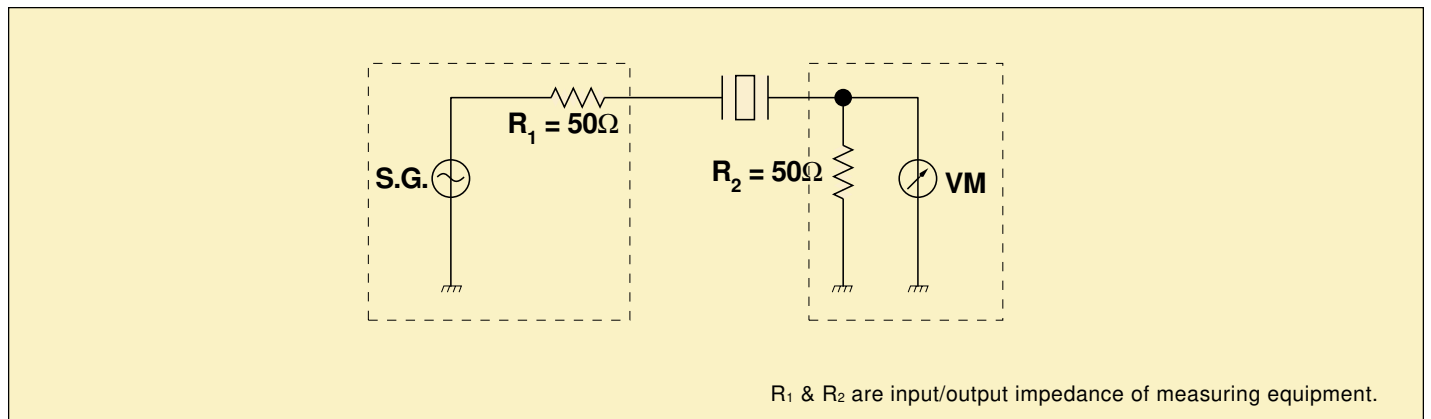 R₁ = 50Ω
S.G.
R₂ = 50Ω
VM
R₁ & R₂ are input/output impedance of measuring equipment.